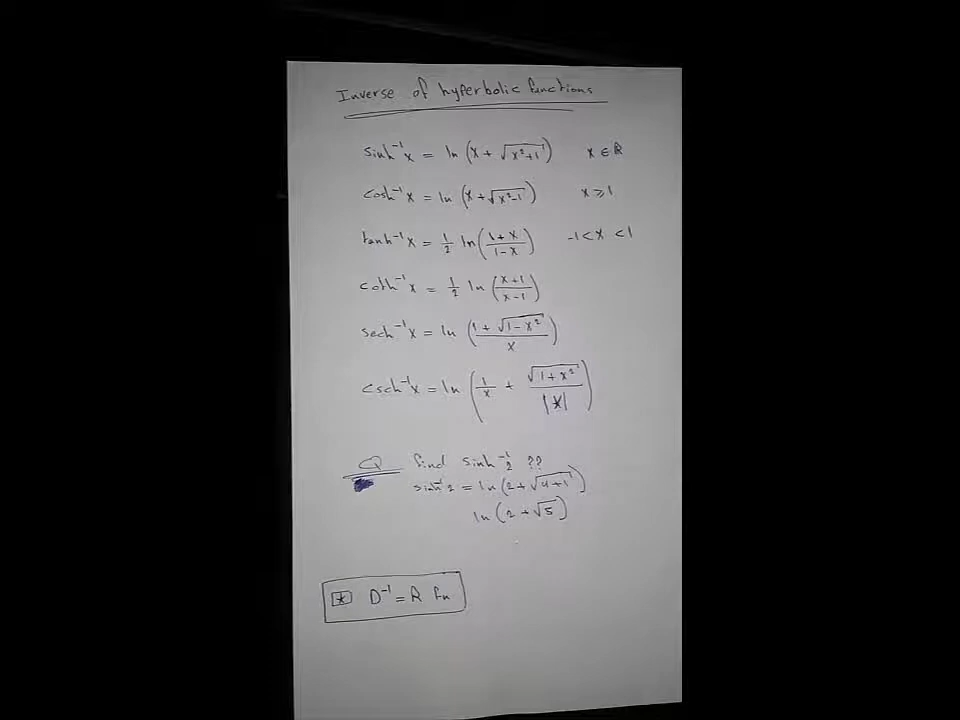 Inverse of hyperbolic functions
sinh⁻¹x = ln (x + √(x²+1)) x ∈ ℝ
cosh⁻¹x = ln (x + √(x²-1)) x ⩾ 1
tanh⁻¹x = 1/2 ln((1+x)/(1-x)) -1 < x < 1
coth⁻¹x = 1/2 ln ((x+1)/(x-1))
sech⁻¹x = ln ((1 + √(1-x²))/x)
csch⁻¹x = ln (1/x + √(1+x²)/|x|)
Q find sinh⁻¹2 ??
sinh⁻¹2 = ln (2 + √(4+1))
ln (2 + √5)
* D⁻¹ = R fn